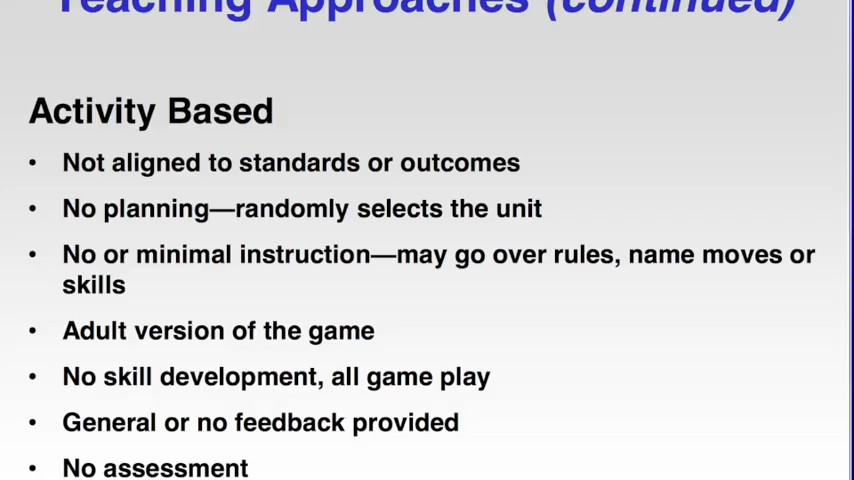 Teaching Approaches (continued)
Activity Based
• Not aligned to standards or outcomes
• No planning—randomly selects the unit
• No or minimal instruction—may go over rules, name moves or
skills
• Adult version of the game
• No skill development, all game play
• General or no feedback provided
• No assessment